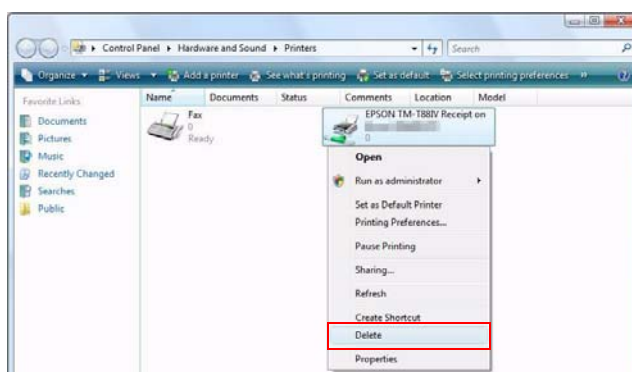 Control Panel ▸ Hardware and Sound ▸ Printers
Search
Organize Views Add a printer See what's printing Set as default Select printing preferences »
Favorite Links
Name Documents Status Comments Location Model
Documents
Pictures
Music
Recently Changed
Searches
Public
Fax
0
Ready
EPSON TM-T88IV Receipt on
0
Open
Run as administrator
Set as Default Printer
Printing Preferences...
Pause Printing
Sharing...
Refresh
Create Shortcut
Delete
Properties